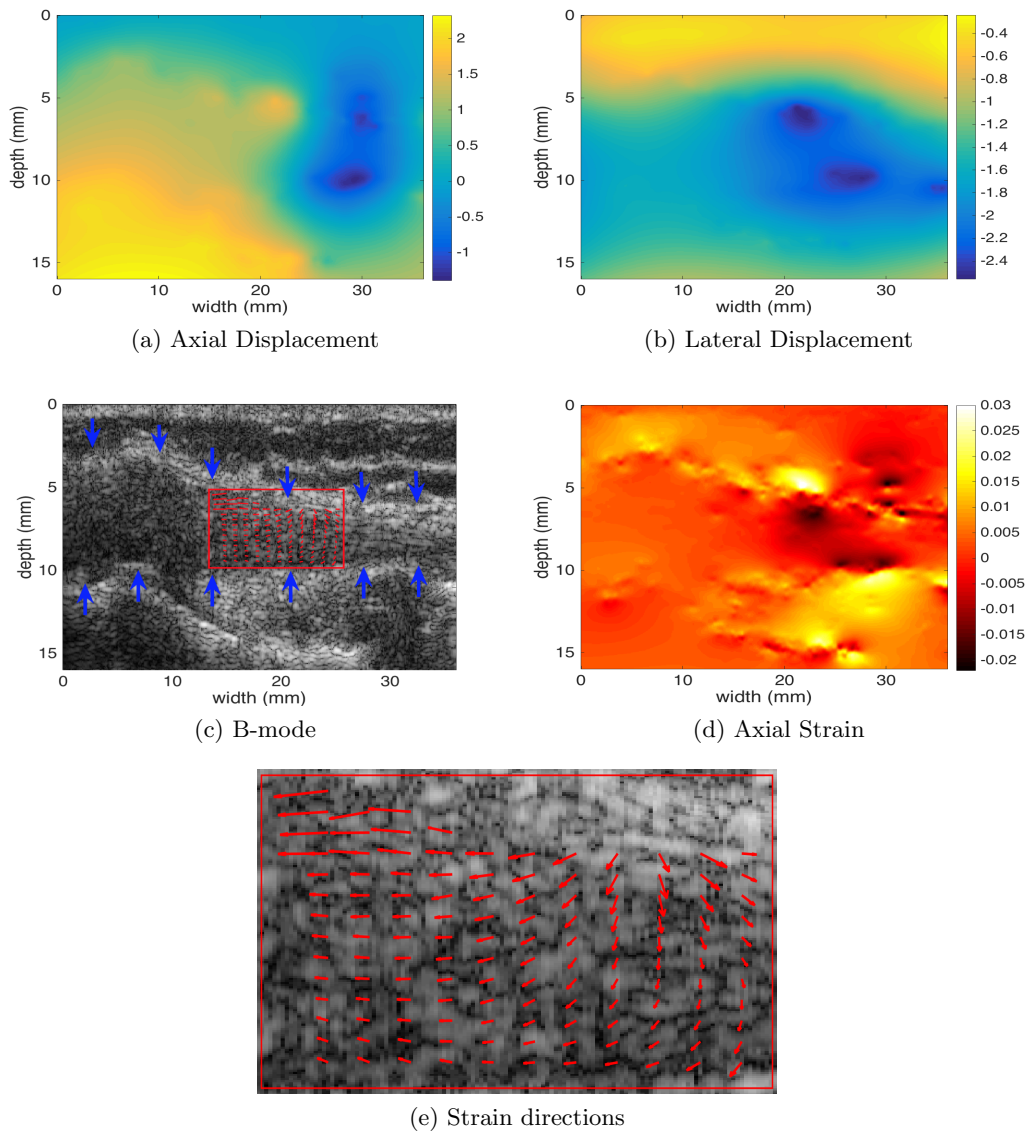 0
5
10
15
depth (mm)
0 10 20 30
width (mm)
2
1.5
1
0.5
0
-0.5
-1
(a) Axial Displacement
0
5
10
15
depth (mm)
0 10 20 30
width (mm)
-0.4
-0.6
-0.8
-1
-1.2
-1.4
-1.6
-1.8
-2
-2.2
-2.4
(b) Lateral Displacement
0
5
10
15
depth (mm)
0 10 20 30
width (mm)
(c) B-mode
0
5
10
15
depth (mm)
0 10 20 30
width (mm)
0.03
0.025
0.02
0.015
0.01
0.005
0
-0.005
-0.01
-0.015
-0.02
(d) Axial Strain
(e) Strain directions